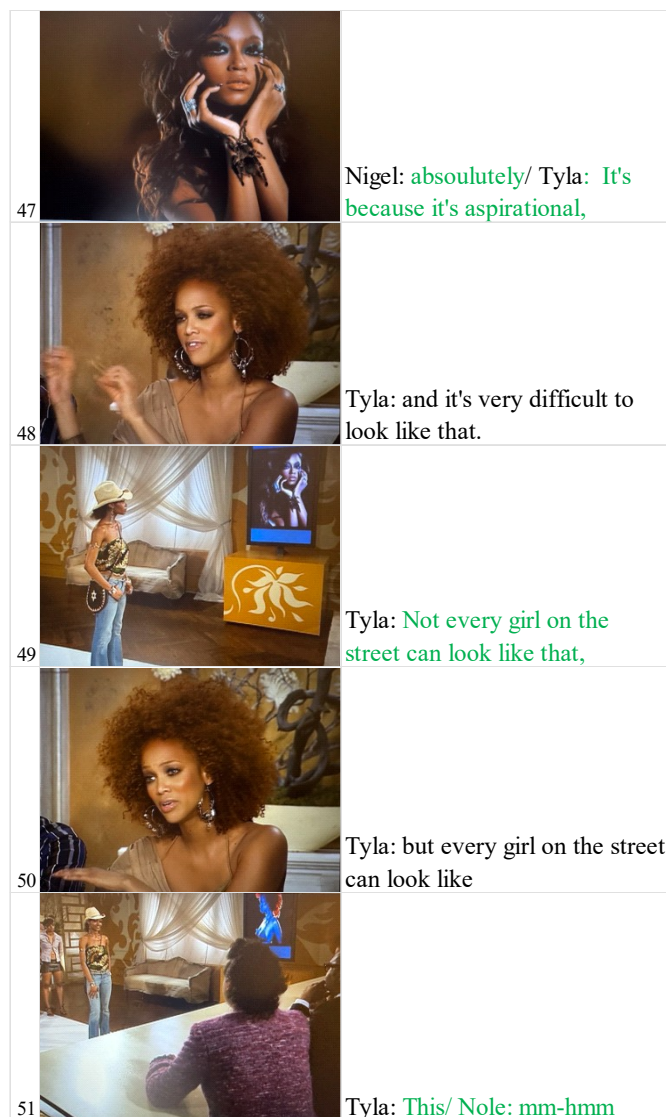 47
Nigel: absoulutely/ Tyla:  It's
because it's aspirational,
48
Tyla: and it's very difficult to
look like that.
49
Tyla: Not every girl on the
street can look like that,
50
Tyla: but every girl on the street
can look like
51
Tyla: This/ Nole: mm-hmm